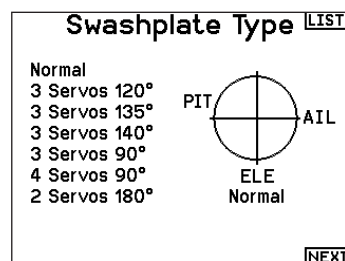 Swashplate Type LIST
Normal
3 Servos 120°
3 Servos 135°
3 Servos 140°
3 Servos 90°
4 Servos 90°
2 Servos 180°
PIT
AIL
ELE
Normal
NEXT